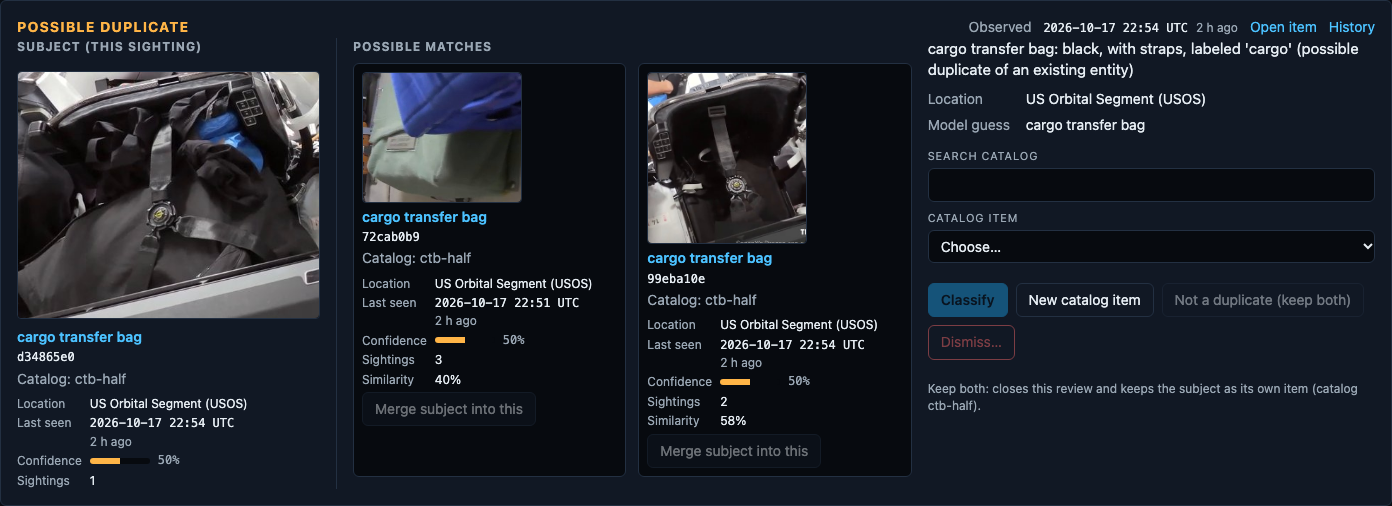 POSSIBLE DUPLICATE
Observed 2026-10-17 22:54 UTC 2 h ago Open item History
SUBJECT (THIS SIGHTING)
cargo transfer bag
d34865e0
Catalog: ctb-half
Location US Orbital Segment (USOS)
Last seen 2026-10-17 22:54 UTC
2 h ago
Confidence 50%
Sightings 1
POSSIBLE MATCHES
cargo transfer bag
72cab0b9
Catalog: ctb-half
Location US Orbital Segment (USOS)
Last seen 2026-10-17 22:51 UTC
2 h ago
Confidence 50%
Sightings 3
Similarity 40%
Merge subject into this
cargo transfer bag
99eba10e
Catalog: ctb-half
Location US Orbital Segment (USOS)
Last seen 2026-10-17 22:54 UTC
2 h ago
Confidence 50%
Sightings 2
Similarity 58%
Merge subject into this
cargo transfer bag: black, with straps, labeled 'cargo' (possible
duplicate of an existing entity)
Location US Orbital Segment (USOS)
Model guess cargo transfer bag
SEARCH CATALOG
CATALOG ITEM
Choose...
Classify New catalog item Not a duplicate (keep both)
Dismiss...
Keep both: closes this review and keeps the subject as its own item (catalog
ctb-half).